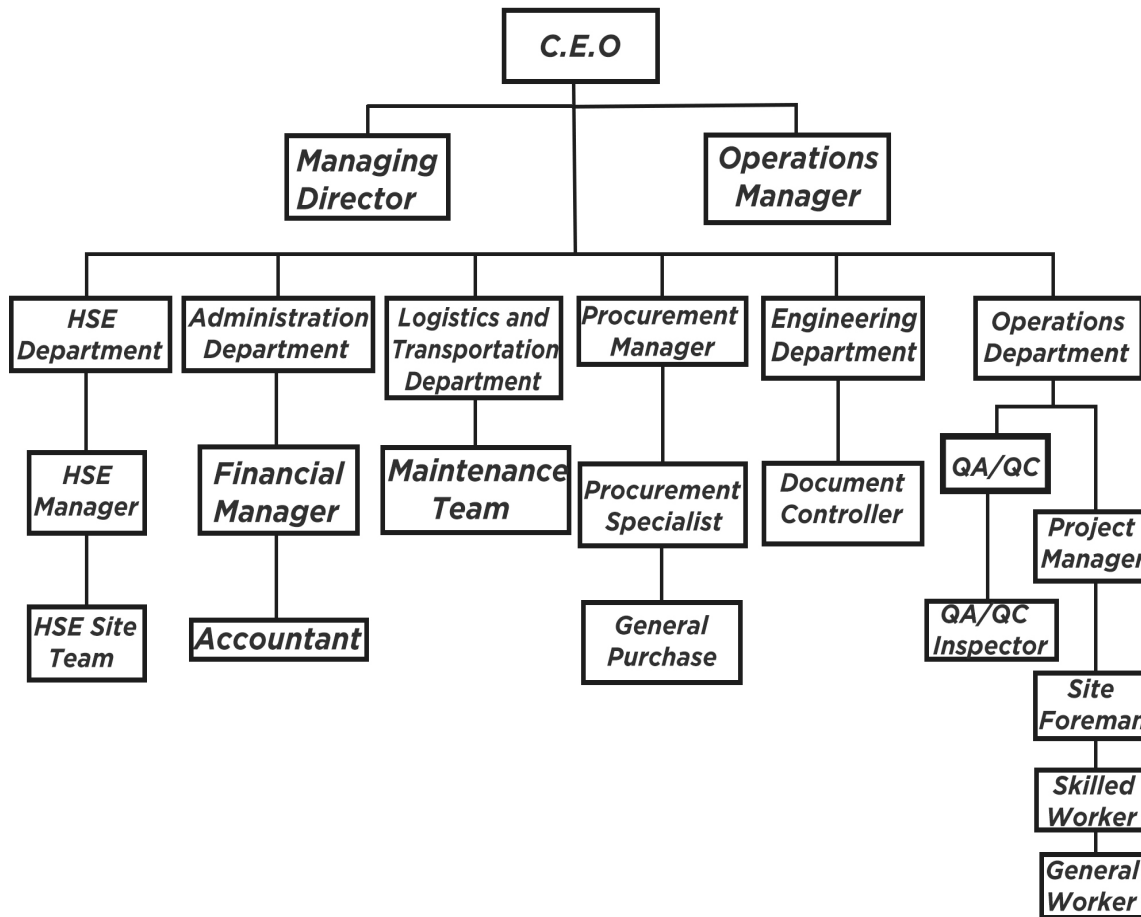 C.E.O
Managing
Director
Operations
Manager
HSE
Department
Administration
Department
Logistics and
Transportation
Department
Procurement
Manager
Engineering
Department
Operations
Department
HSE
Manager
Financial
Manager
Maintenance
Team
Procurement
Specialist
Document
Controller
QA/QC
Project
Manager
HSE Site
Team
Accountant
General
Purchase
QA/QC
Inspector
Site
Foreman
Skilled
Worker
General
Worker